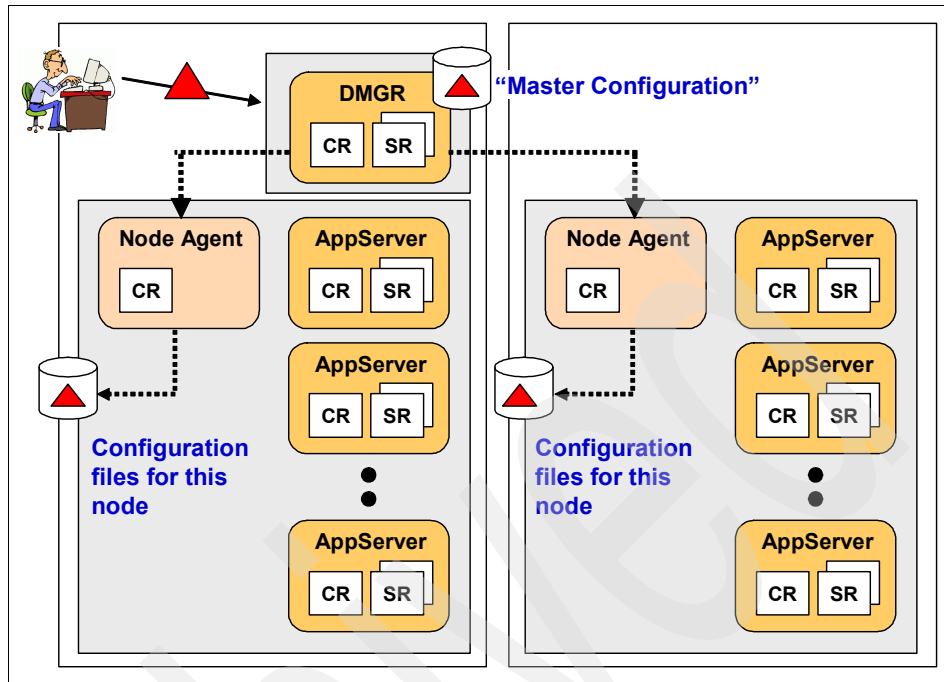 DMGR
CR SR
“Master Configuration”
Node Agent
CR
AppServer
CR SR
AppServer
CR SR
AppServer
CR SR
Configuration
files for this
node
Node Agent
CR
AppServer
CR SR
AppServer
CR SR
AppServer
CR SR
Configuration
files for this
node